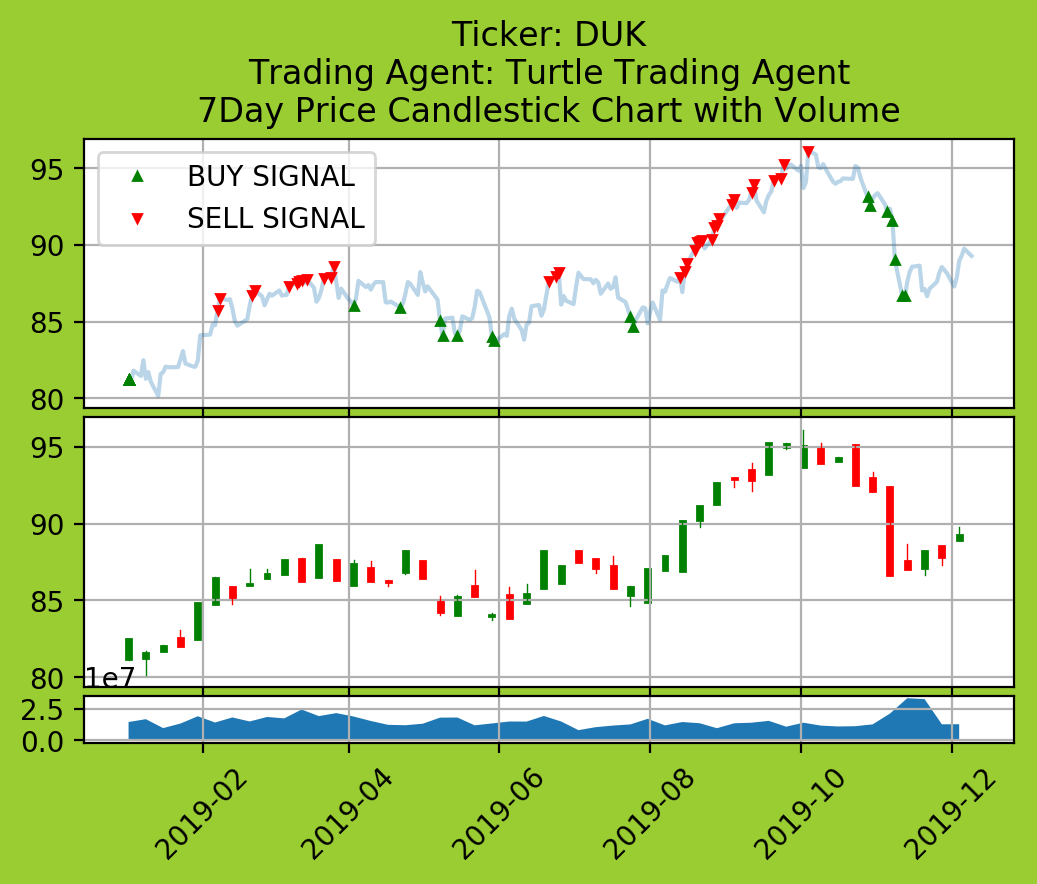 Ticker: DUK
Trading Agent: Turtle Trading Agent
7Day Price Candlestick Chart with Volume
BUY SIGNAL
SELL SIGNAL
95
90
85
80
95
90
85
80
1e7
2.5
0.0
2019-02
2019-04
2019-06
2019-08
2019-10
2019-12